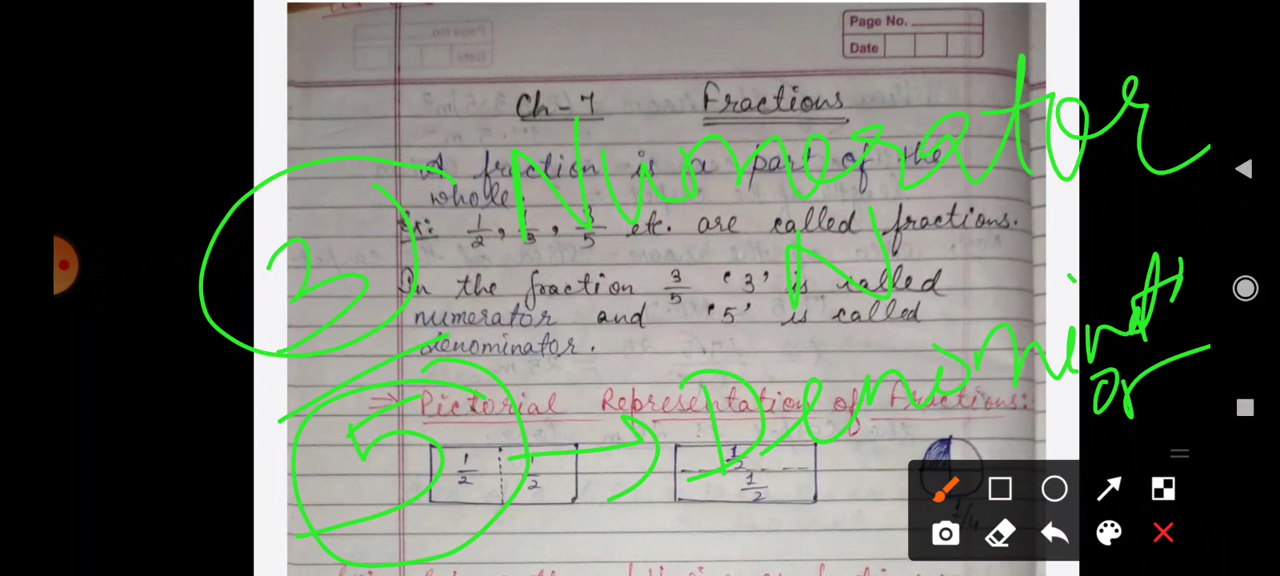 Page No.
Date
Ch-7 Fractions
A fraction is a part of the
whole.
Ex: 1/2, 1/3, 3/5 etc. are called fractions.
In the fraction 3/5 '3' is called
numerator and '5' is called
denominator.
⇒ Pictorial Representation of Fractions:
1/2 1/2
1/2
1/2
1/4
Numerator
3
5
Denominator